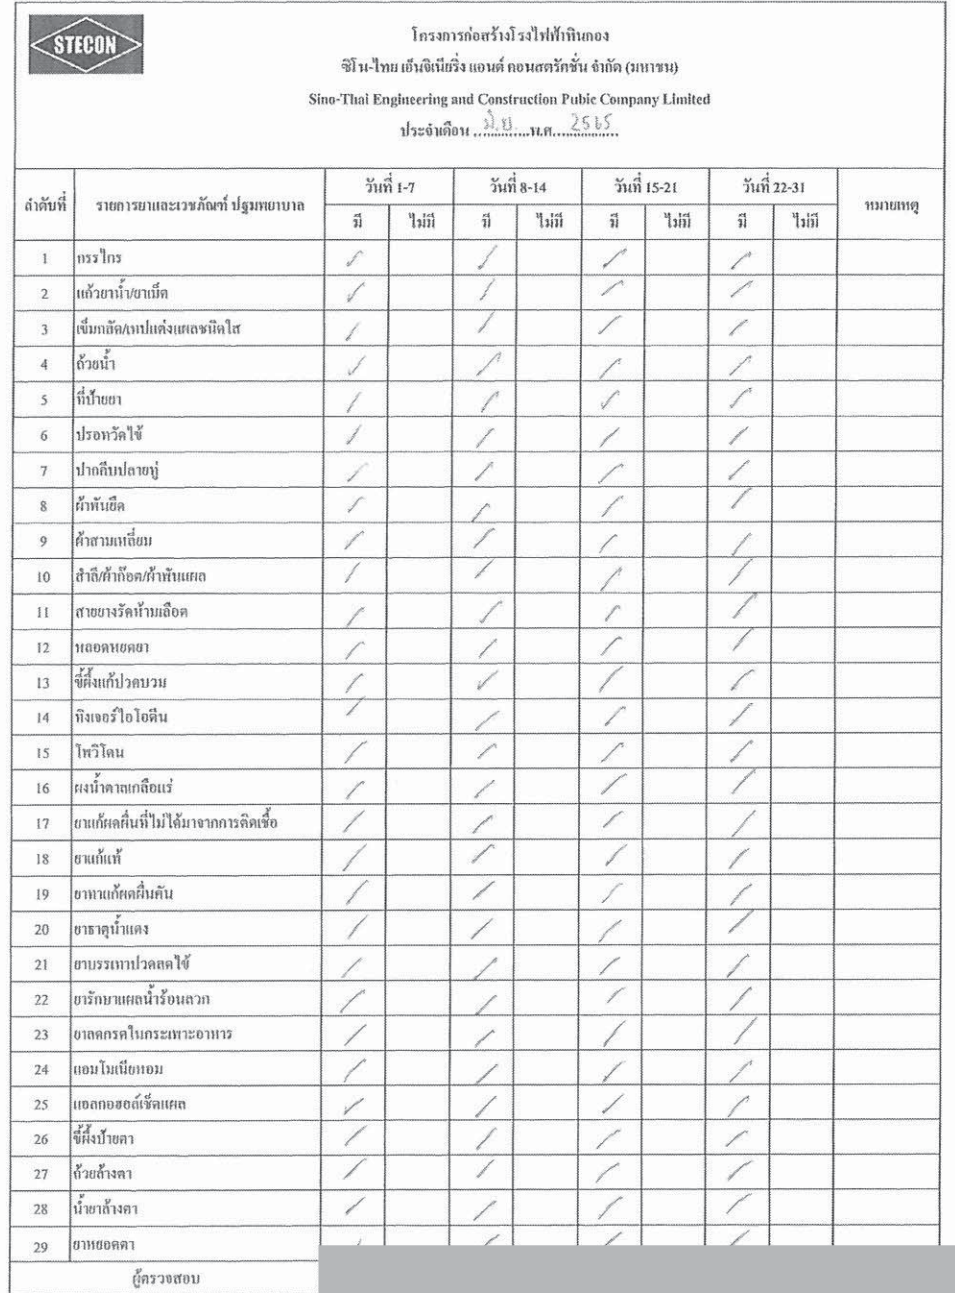 STECON
โครงการก่อสร้างโรงไฟฟ้าหินกอง
ซิโน-ไทย เอ็นจิเนียริ่ง แอนด์ คอนสตรัคชั่น จำกัด (มหาชน)
Sino-Thai Engineering and Construction Pubic Company Limited
ประจำเดือน ...มิ.ย....พ.ศ....2565...
ลำดับที่ รายการยาและเวชภัณฑ์ ปฐมพยาบาล วันที่ 1-7 วันที่ 8-14 วันที่ 15-21 วันที่ 22-31 หมายเหตุ
มี ไม่มี มี ไม่มี มี ไม่มี มี ไม่มี
1 กรรไกร / / / /
2 แก้วยาน้ำ/ยาเม็ด / / / /
3 เข็มกลัด/เทปแต่งแผลชนิดใส / / / /
4 ถ้วยน้ำ / / / /
5 ที่ป้ายยา / / / /
6 ปรอทวัดไข้ / / / /
7 ปากคีบปลายทู่ / / / /
8 ผ้าพันยืด / / / /
9 ผ้าสามเหลี่ยม / / / /
10 สำลี/ผ้าก๊อต/ผ้าพันแผล / / / /
11 สายยางรัดห้ามเลือด / / / /
12 หลอดหยดยา / / / /
13 ขี้ผึ้งแก้ปวดบวม / / / /
14 ทิงเจอร์ไอโอดีน / / / /
15 โพวิโดน / / / /
16 ผงน้ำตาลเกลือแร่ / / / /
17 ยาแก้ผดผื่นที่ไม่ได้มาจากการติดเชื้อ / / / /
18 ยาแก้แพ้ / / / /
19 ยาทาแก้ผดผื่นคัน / / / /
20 ยาธาตุน้ำแดง / / / /
21 ยาบรรเทาปวดลดไข้ / / / /
22 ยารักษาแผลน้ำร้อนลวก / / / /
23 ยาลดกรดในกระเพาะอาหาร / / / /
24 แอมโมเนียหอม / / / /
25 แอลกอฮอล์เช็ดแผล / / / /
26 ขี้ผึ้งป้ายตา / / / /
27 ถ้วยล้างตา / / / /
28 น้ำยาล้างตา / / / /
29 ยาหยอดตา / / / /
ผู้ตรวจสอบ